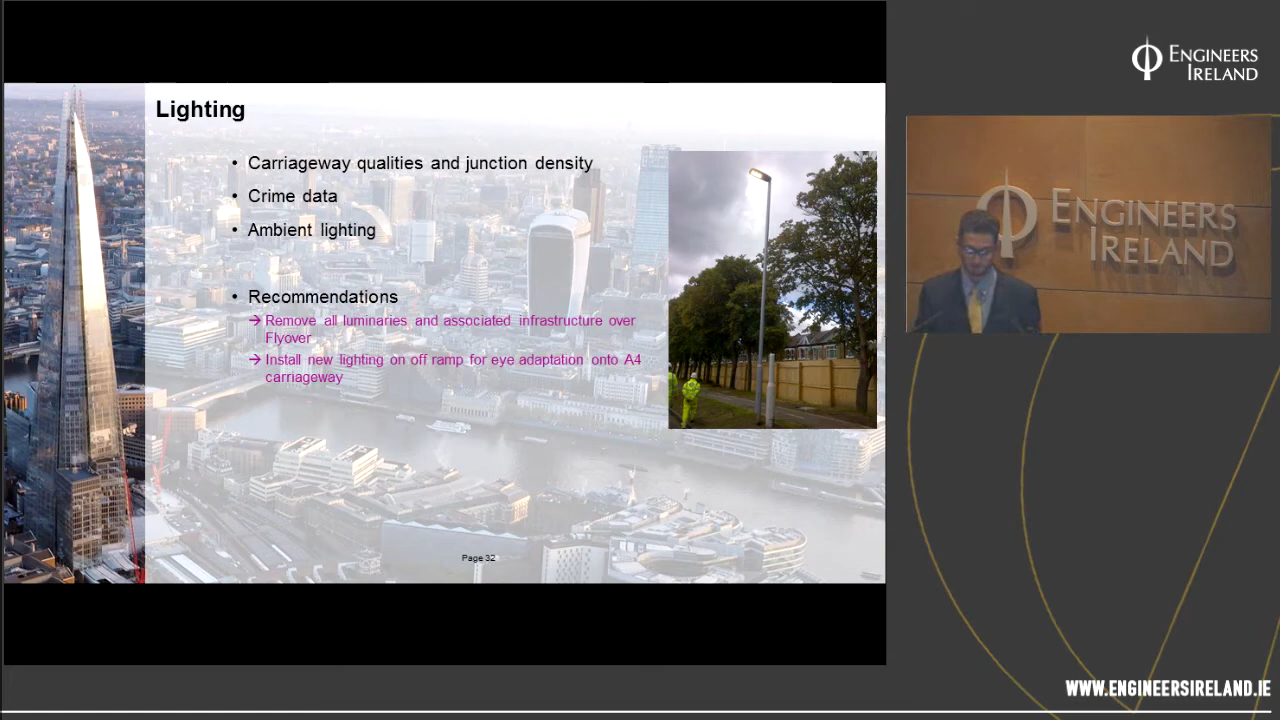 Lighting
• Carriageway qualities and junction density
• Crime data
• Ambient lighting
• Recommendations
→ Remove all luminaries and associated infrastructure over
Flyover
→ Install new lighting on off ramp for eye adaptation onto A4
carriageway
Page 32
ENGINEERS
IRELAND
ENGINEERS
IRELAND
WWW.ENGINEERSIRELAND.IE